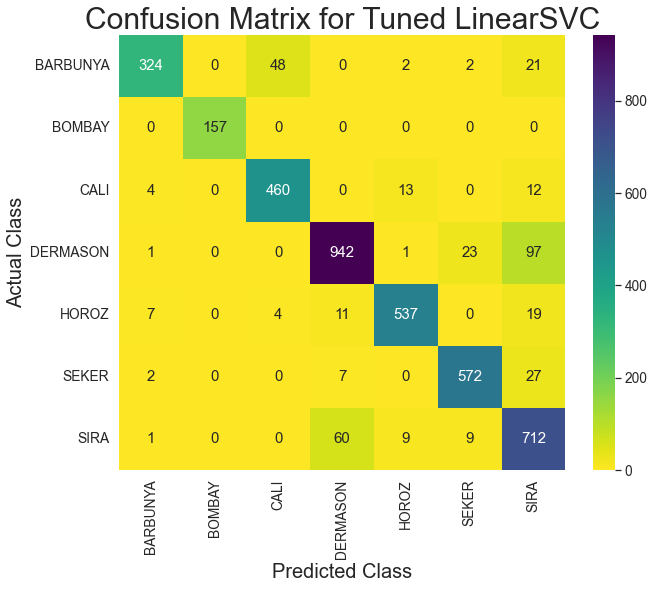 Confusion Matrix for Tuned LinearSVC
Actual Class
BARBUNYA 324 0 48 0 2 2 21
BOMBAY 0 157 0 0 0 0 0
CALI 4 0 460 0 13 0 12
DERMASON 1 0 0 942 1 23 97
HOROZ 7 0 4 11 537 0 19
SEKER 2 0 0 7 0 572 27
SIRA 1 0 0 60 9 9 712
BARBUNYA BOMBAY CALI DERMASON HOROZ SEKER SIRA
Predicted Class
800
600
400
200
0